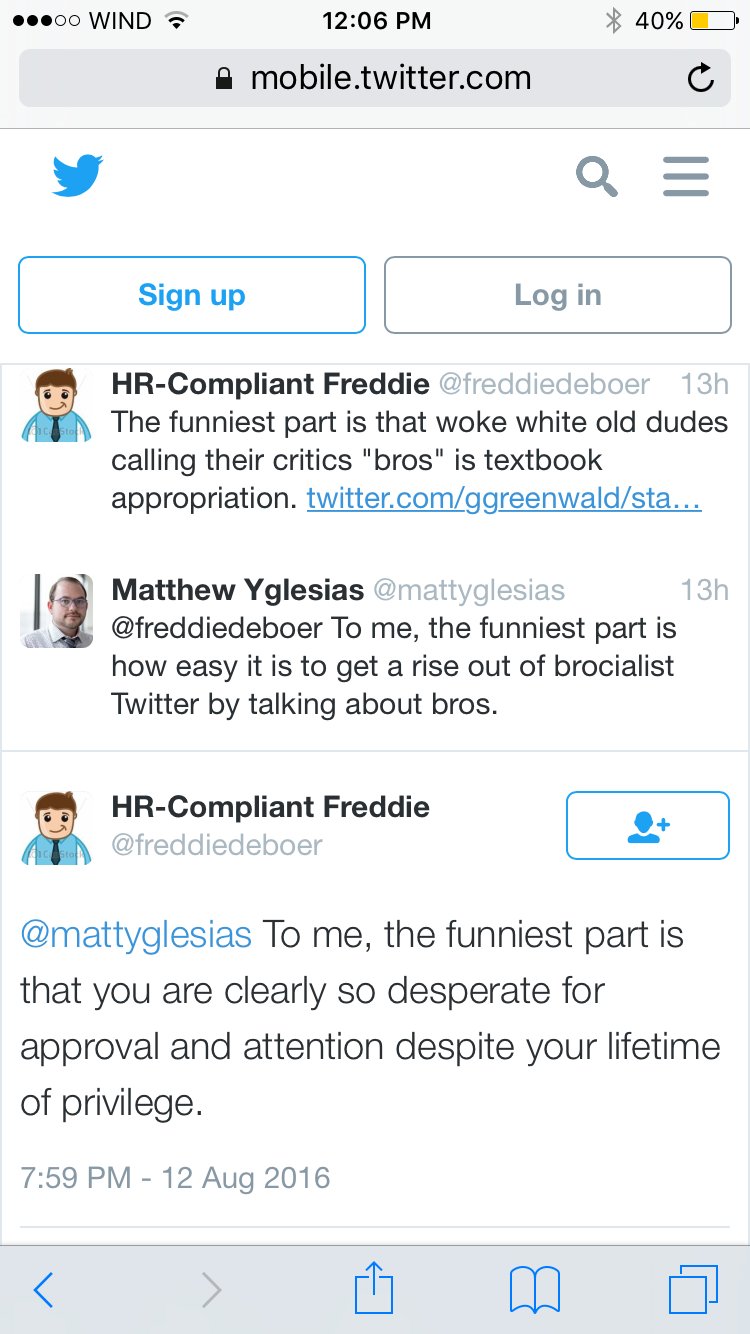 WIND 12:06 PM 40%
mobile.twitter.com
Sign up Log in
HR-Compliant Freddie @freddiedeboer 13h
The funniest part is that woke white old dudes
calling their critics "bros" is textbook
appropriation. twitter.com/ggreenwald/sta…
Matthew Yglesias @mattyglesias 13h
@freddiedeboer To me, the funniest part is
how easy it is to get a rise out of brocialist
Twitter by talking about bros.
HR-Compliant Freddie
@freddiedeboer
@mattyglesias To me, the funniest part is
that you are clearly so desperate for
approval and attention despite your lifetime
of privilege.
7:59 PM - 12 Aug 2016